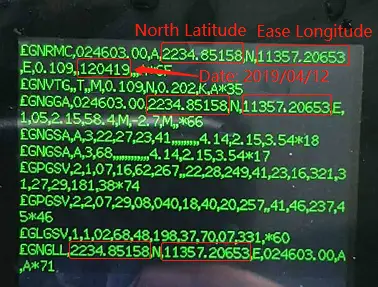 North Latitude Ease Longitude
£GNRMC,024603.00,A,2234.85158,N,11357.20653
,E,0.109,,120419,,,
Date: 2019/04/12
£GNVTG,,T,,M,0.109,N,0.202,K,A*35
£GNGGA,024603.00,2234.85158,N,11357.20653,E,
1,05,2.15,58.4,M,-2.7,M,,*66
£GNGSA,A,3,22,27,23,41,,,,,,,,,4.14,2.15,3.54*18
£GNGSA,A,3,68,,,,,,,,,,,,4.14,2.15,3.54*17
£GPGSV,2,1,07,16,62,267,,22,28,249,41,23,16,321,3
1,27,29,181,38*74
£GPGSV,2,2,07,29,08,040,18,40,20,257,,41,46,237,45*46
£GLGSV,1,1,02,68,48,198,37,70,07,331,*60
£GNGLL,2234.85158,N,11357.20653,E,024603.00,A
,A*71